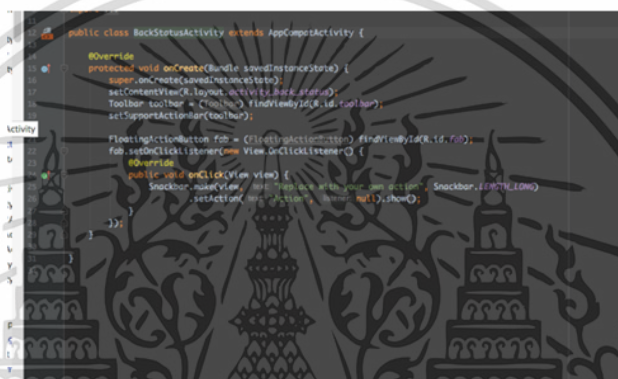 public class BackStatusActivity extends AppCompatActivity {
@Override
protected void onCreate(Bundle savedInstanceState) {
super.onCreate(savedInstanceState);
setContentView(R.layout.activity_back_status);
Toolbar toolbar = (Toolbar) findViewById(R.id.toolbar);
setSupportActionBar(toolbar);
Activity
FloatingActionButton fab = (FloatingActionButton) findViewById(R.id.fab);
fab.setOnClickListener(new View.OnClickListener() {
@Override
public void onClick(View view) {
Snackbar.make(view, text: "Replace with your own action", Snackbar.LENGTH_LONG)
.setAction( text: "Action", listener: null).show();
}
});
}
}